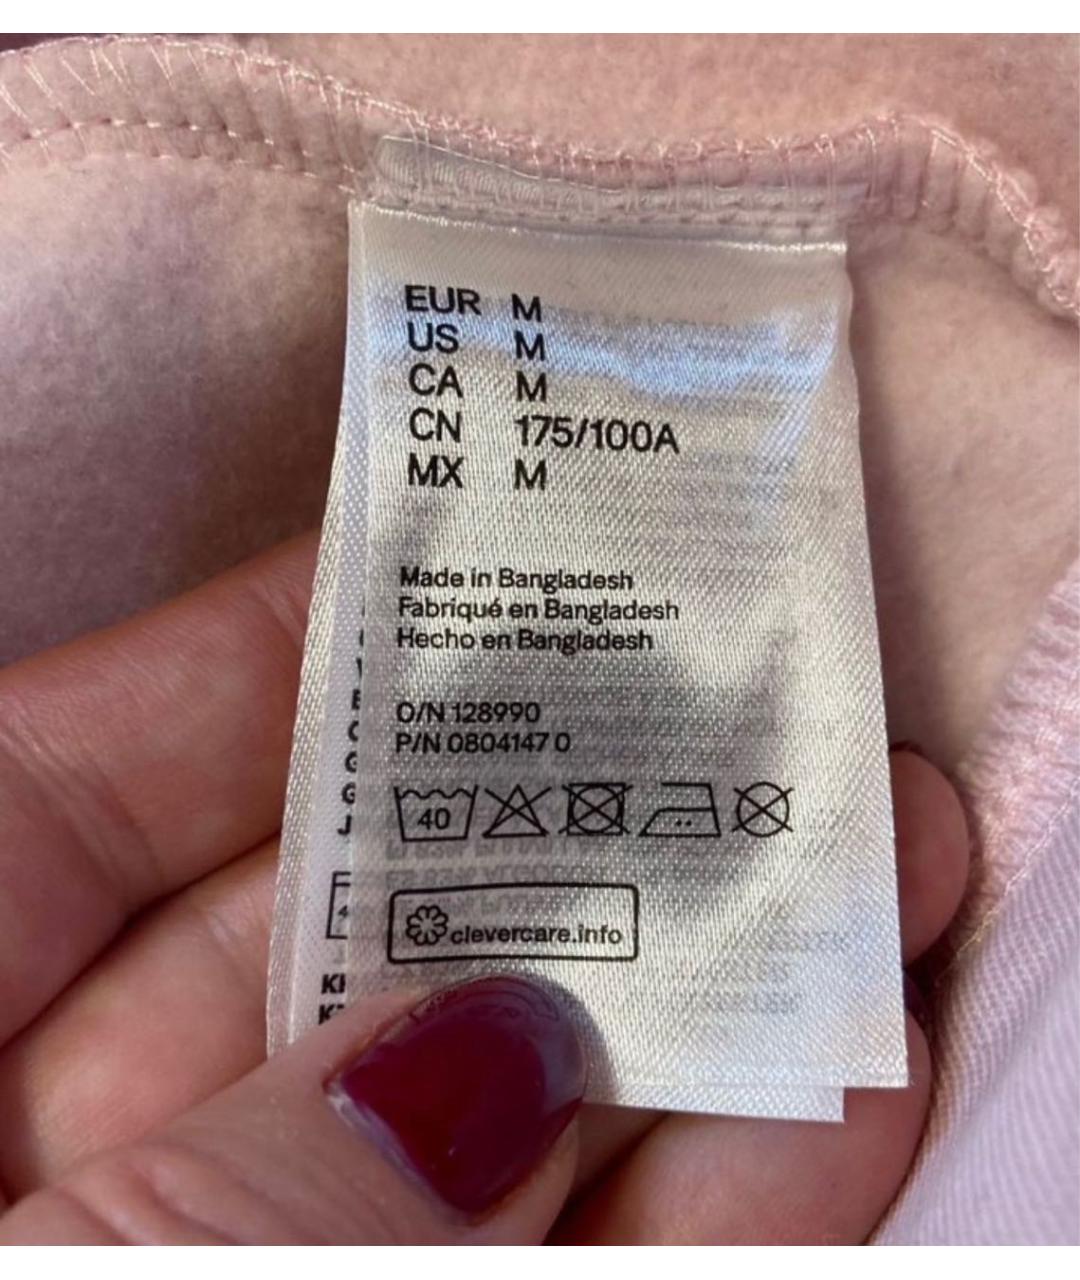 EUR M
US M
CA M
CN 175/100A
MX M
Made in Bangladesh
Fabriqué en Bangladesh
Hecho en Bangladesh
O/N 128990
P/N 0804147 0
40
clevercare.info